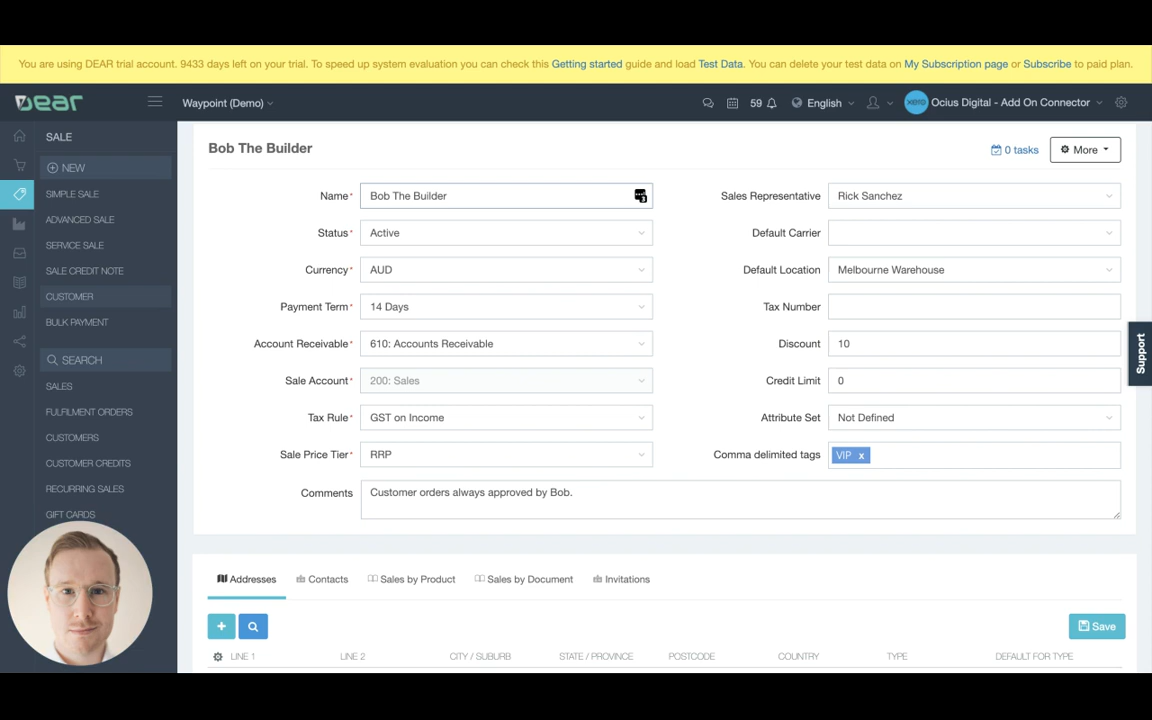 You are using DEAR trial account. 9433 days left on your trial. To speed up system evaluation you can check this Getting started guide and load Test Data. You can delete your test data on My Subscription page or Subscribe to paid plan.
DEAR Waypoint (Demo) 59 English xero Ocius Digital - Add On Connector
SALE
NEW
SIMPLE SALE
ADVANCED SALE
SERVICE SALE
SALE CREDIT NOTE
CUSTOMER
BULK PAYMENT
SEARCH
SALES
FULFILMENT ORDERS
CUSTOMERS
CUSTOMER CREDITS
RECURRING SALES
GIFT CARDS
Bob The Builder 0 tasks More
Name* Bob The Builder Sales Representative Rick Sanchez
Status* Active Default Carrier
Currency* AUD Default Location Melbourne Warehouse
Payment Term* 14 Days Tax Number
Account Receivable* 610: Accounts Receivable Discount 10
Sale Account* 200: Sales Credit Limit 0
Tax Rule* GST on Income Attribute Set Not Defined
Sale Price Tier* RRP Comma delimited tags VIP x
Comments Customer orders always approved by Bob.
Addresses Contacts Sales by Product Sales by Document Invitations
+ Save
LINE 1 LINE 2 CITY / SUBURB STATE / PROVINCE POSTCODE COUNTRY TYPE DEFAULT FOR TYPE
Support